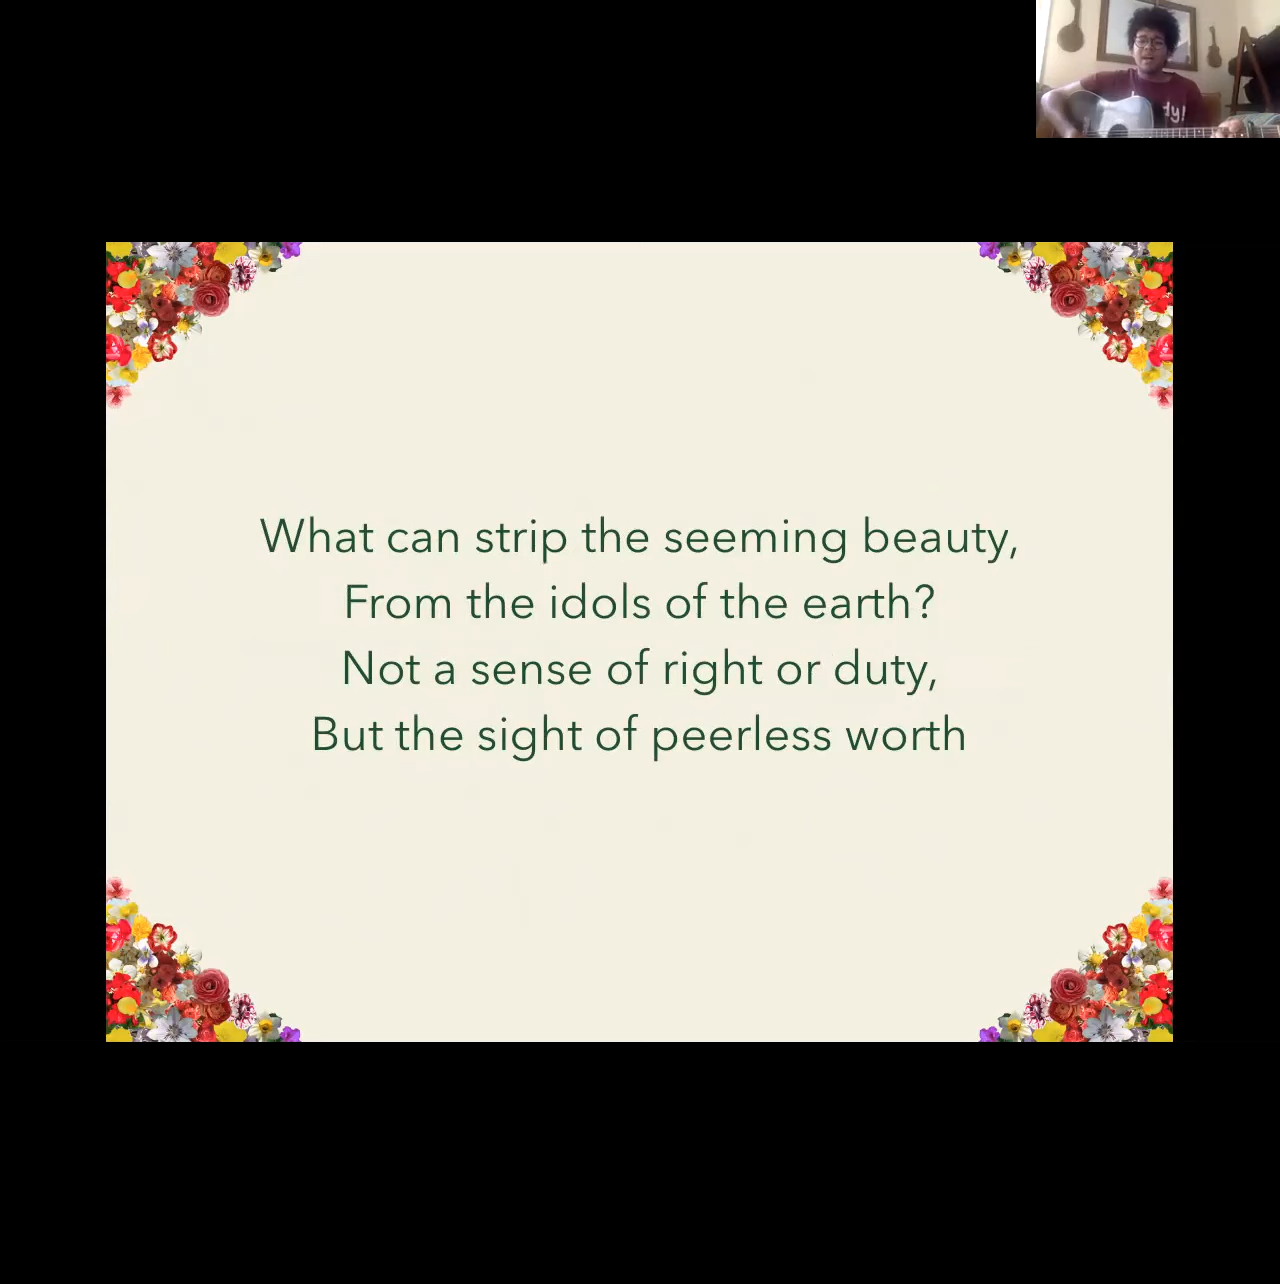 What can strip the seeming beauty,
From the idols of the earth?
Not a sense of right or duty,
But the sight of peerless worth